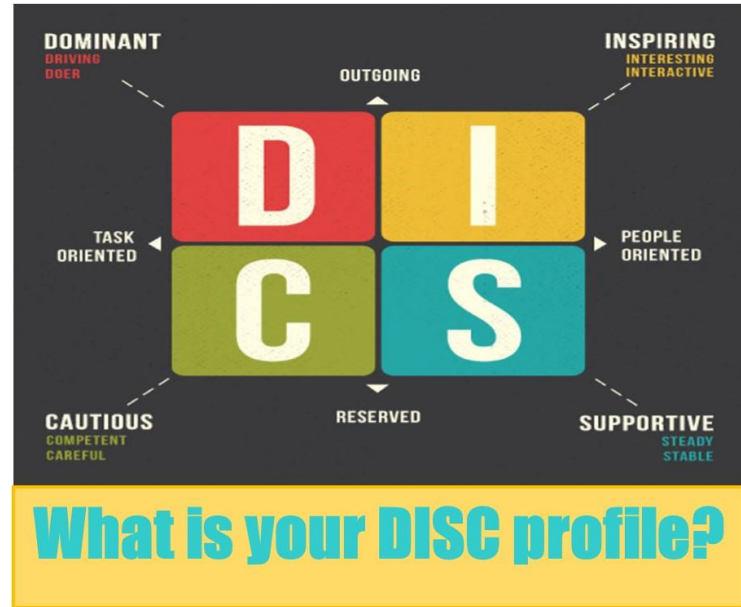 DOMINANT
DRIVING
DOER
INSPIRING
INTERESTING
INTERACTIVE
OUTGOING
D
I
TASK
ORIENTED
PEOPLE
ORIENTED
C
S
RESERVED
CAUTIOUS
COMPETENT
CAREFUL
SUPPORTIVE
STEADY
STABLE
What is your DISC profile?